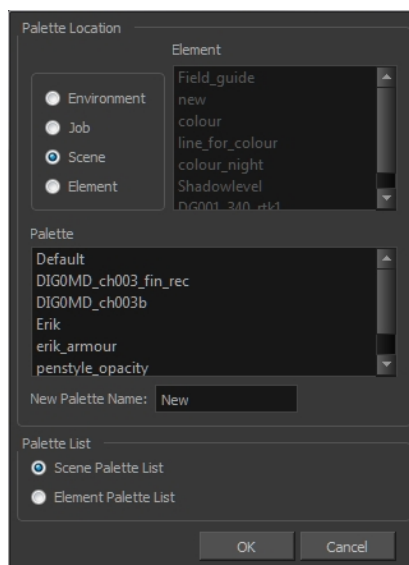 Palette Location
Element
Environment
Job
Scene
Element
Field_guide
new
colour
line_for_colour
colour_night
Shadowlevel
DG001_340_rtk1
Palette
Default
DIG0MD_ch003_fin_rec
DIG0MD_ch003b
Erik
erik_armour
penstyle_opacity
New Palette Name: New
Palette List
Scene Palette List
Element Palette List
OK Cancel